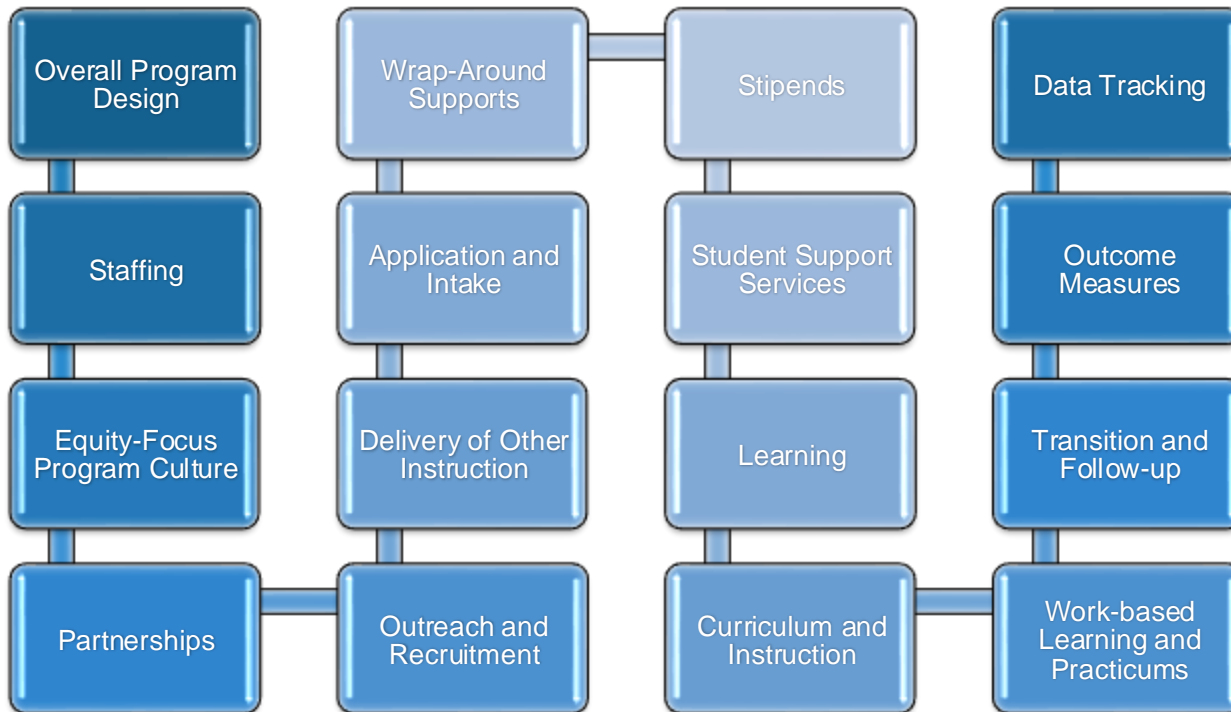 Overall Program
Design
Staffing
Equity-Focus
Program Culture
Partnerships
Outreach and
Recruitment
Delivery of Other
Instruction
Application and
Intake
Wrap-Around
Supports
Stipends
Student Support
Services
Learning
Curriculum and
Instruction
Work-based
Learning and
Practicums
Transition and
Follow-up
Outcome
Measures
Data Tracking